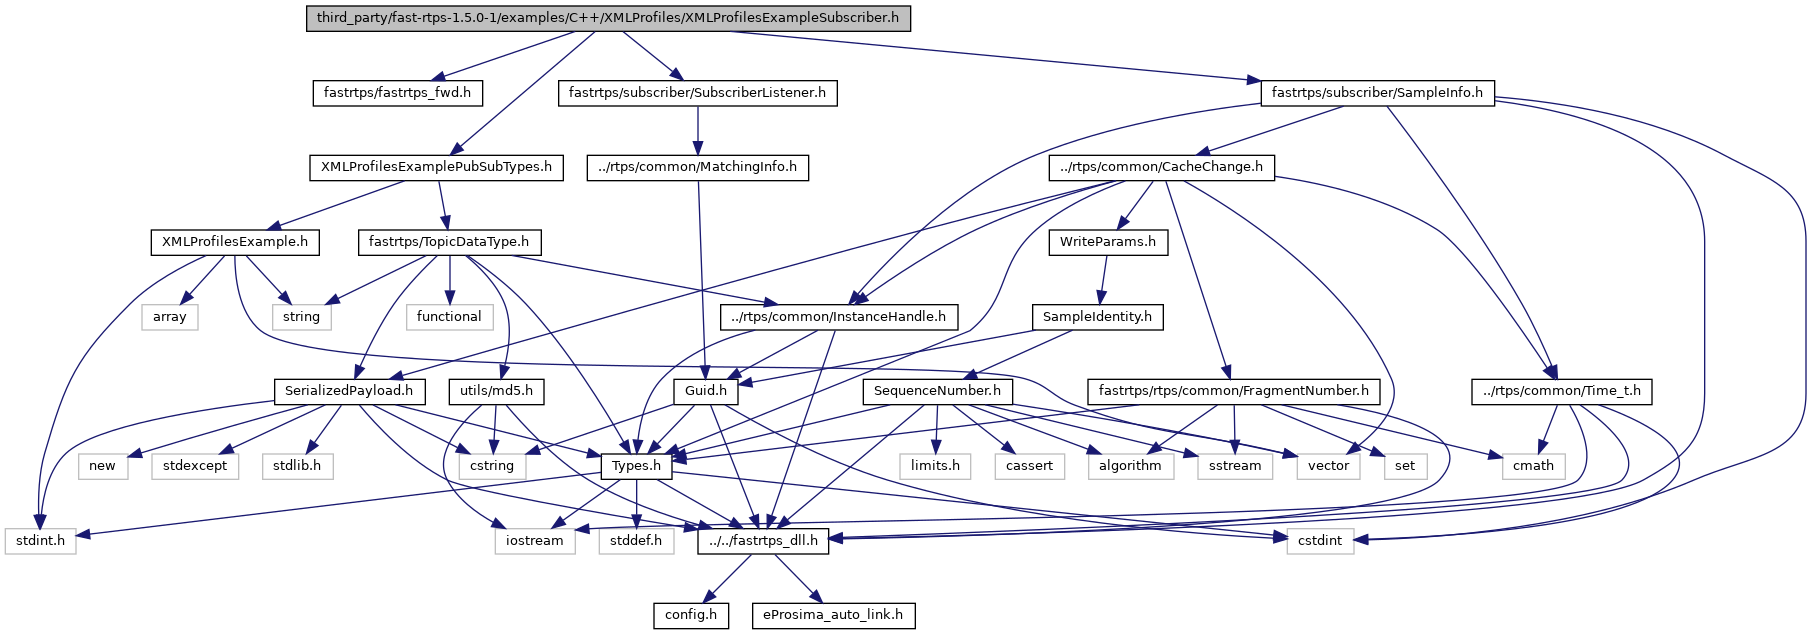 third_party/fast-rtps-1.5.0-1/examples/C++/XMLProfiles/XMLProfilesExampleSubscriber.h
fastrtps/fastrtps_fwd.h
fastrtps/subscriber/SubscriberListener.h
fastrtps/subscriber/SampleInfo.h
XMLProfilesExamplePubSubTypes.h
../rtps/common/MatchingInfo.h
../rtps/common/CacheChange.h
XMLProfilesExample.h
fastrtps/TopicDataType.h
WriteParams.h
array
string
functional
../rtps/common/InstanceHandle.h
SampleIdentity.h
SerializedPayload.h
utils/md5.h
Guid.h
SequenceNumber.h
fastrtps/rtps/common/FragmentNumber.h
../rtps/common/Time_t.h
new
stdexcept
stdlib.h
cstring
Types.h
limits.h
cassert
algorithm
sstream
vector
set
cmath
stdint.h
iostream
stddef.h
../../fastrtps_dll.h
cstdint
config.h
eProsima_auto_link.h